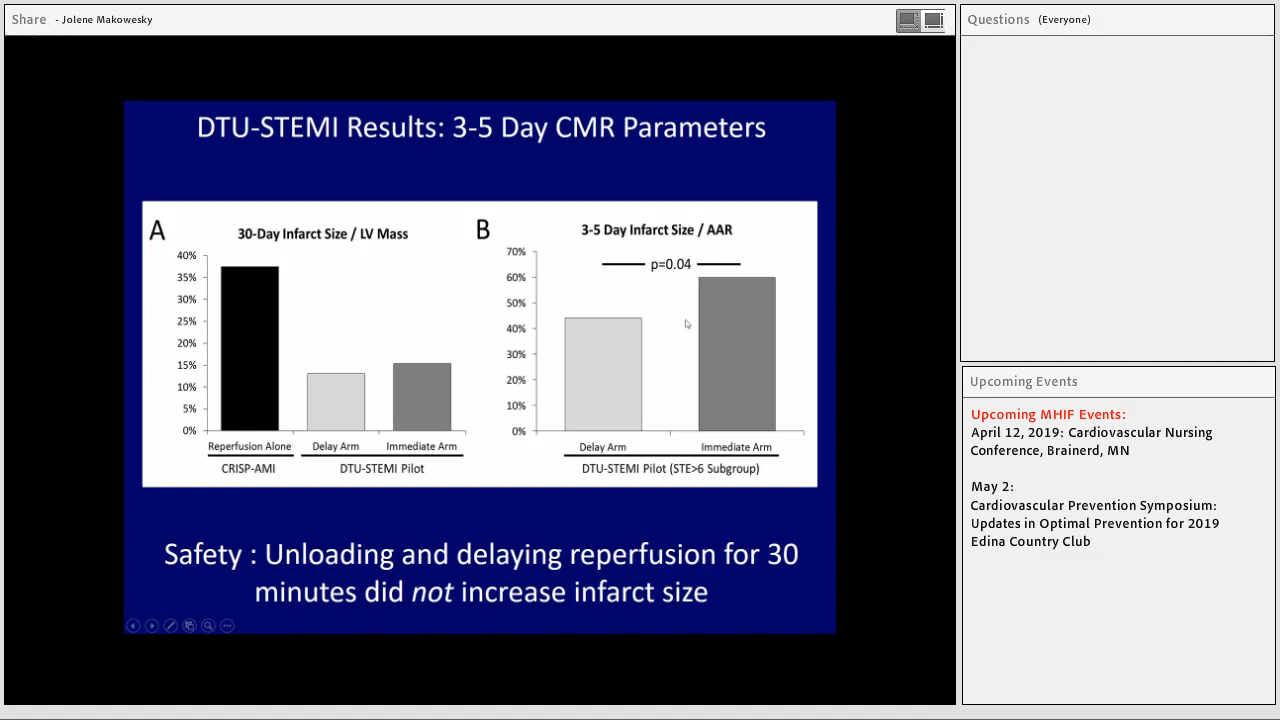 Share - Jolene Makowesky
DTU-STEMI Results: 3-5 Day CMR Parameters
A
30-Day Infarct Size / LV Mass
40%
35%
30%
25%
20%
15%
10%
5%
0%
Reperfusion Alone
Delay Arm
Immediate Arm
CRISP-AMI
DTU-STEMI Pilot
B
3-5 Day Infarct Size / AAR
70%
60%
50%
40%
30%
20%
10%
0%
p=0.04
Delay Arm
Immediate Arm
DTU-STEMI Pilot (STE>6 Subgroup)
Safety : Unloading and delaying reperfusion for 30
minutes did not increase infarct size
Questions (Everyone)
Upcoming Events
Upcoming MHIF Events:
April 12, 2019: Cardiovascular Nursing
Conference, Brainerd, MN
May 2:
Cardiovascular Prevention Symposium:
Updates in Optimal Prevention for 2019
Edina Country Club